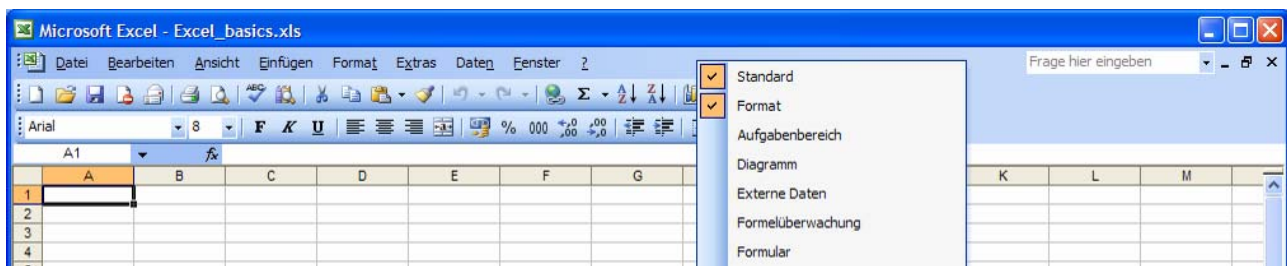 Microsoft Excel - Excel_basics.xls
Datei Bearbeiten Ansicht Einfügen Format Extras Daten Fenster ? Frage hier eingeben
Arial 8 F K U % 000
A1 fx
A B C D E F G K L M
1
2
3
4
Standard
Format
Aufgabenbereich
Diagramm
Externe Daten
Formelüberwachung
Formular